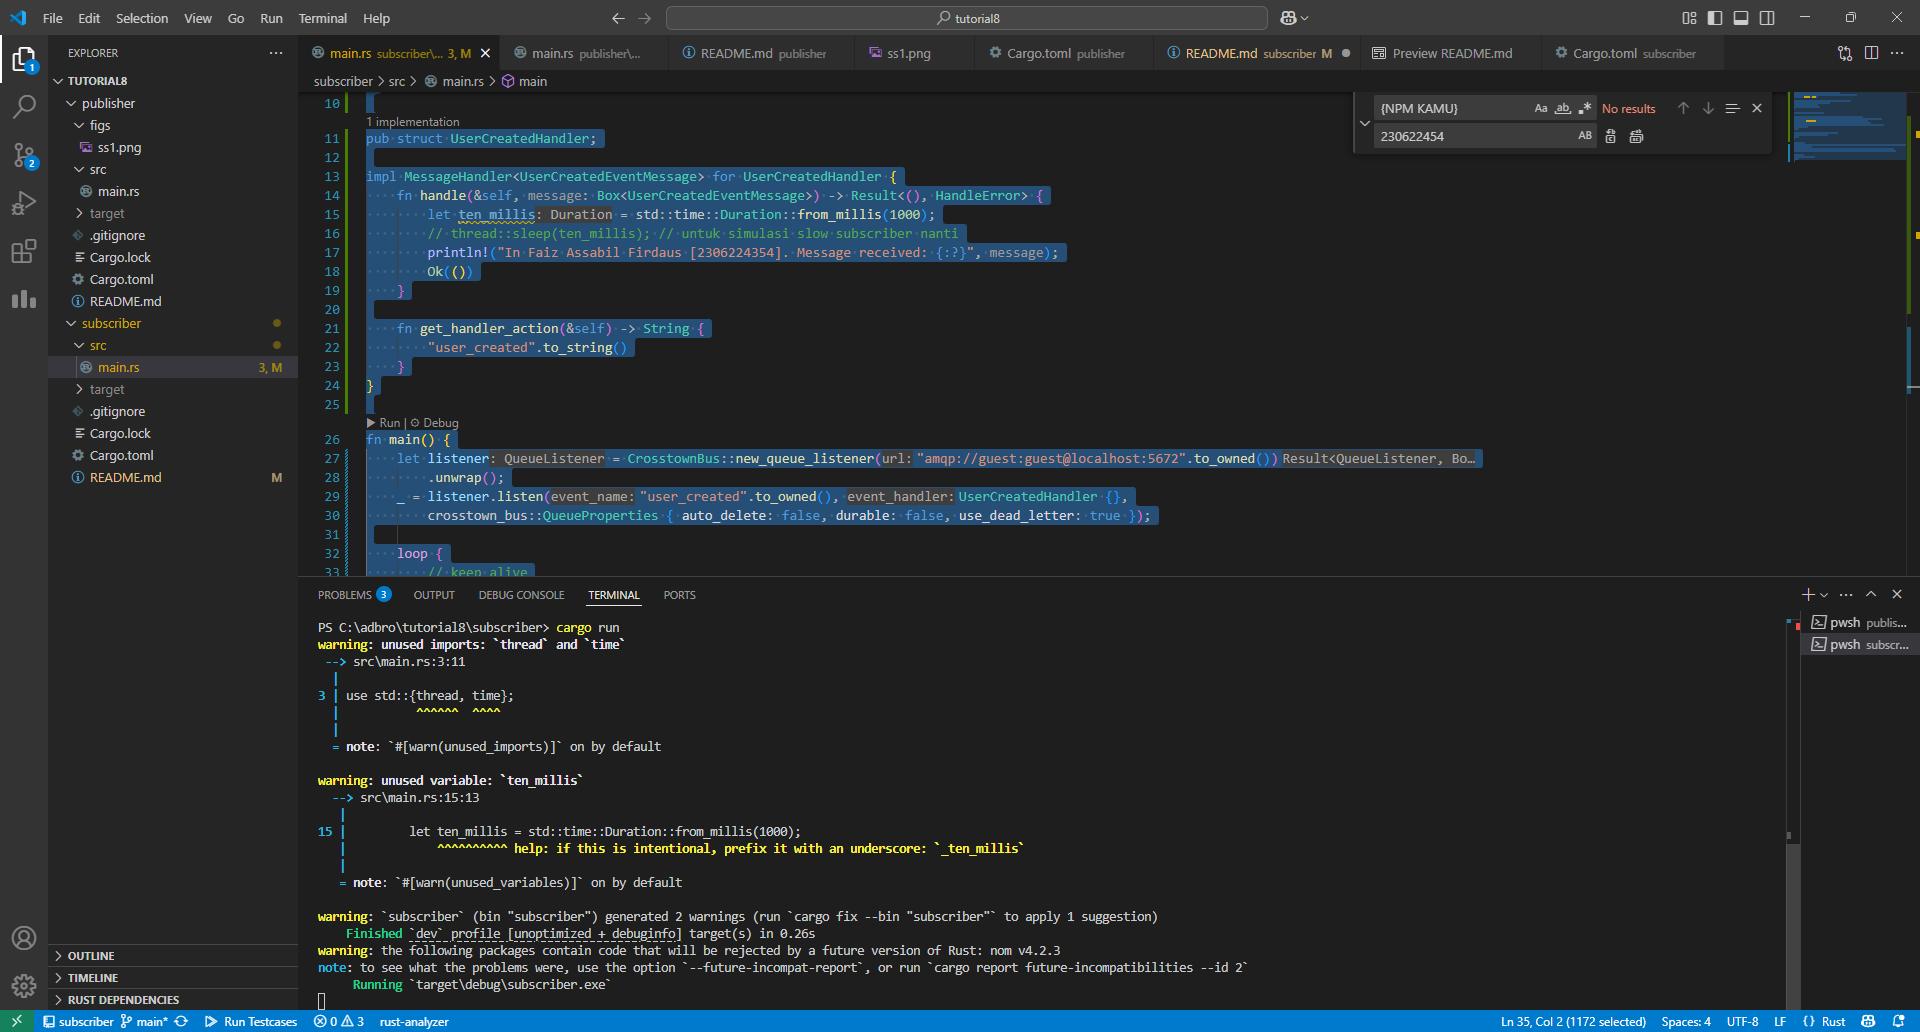 File Edit Selection View Go Run Terminal Help
tutorial8
EXPLORER
main.rs subscriber\... 3, M
main.rs publisher\...
README.md publisher
ss1.png
Cargo.toml publisher
README.md subscriber M
Preview README.md
Cargo.toml subscriber
subscriber > src > main.rs > main
1
2
TUTORIAL8
publisher
figs
ss1.png
src
main.rs
target
.gitignore
Cargo.lock
Cargo.toml
README.md
subscriber
src
main.rs 3, M
target
.gitignore
Cargo.lock
Cargo.toml
README.md M
OUTLINE
TIMELINE
RUST DEPENDENCIES
{NPM KAMU} Aa ab No results
230622454 AB
10
1 implementation
11 pub struct UserCreatedHandler;
12
13 impl MessageHandler<UserCreatedEventMessage> for UserCreatedHandler {
14 fn handle(&self, message: Box<UserCreatedEventMessage>) -> Result<(), HandleError> {
15 let ten_millis: Duration = std::time::Duration::from_millis(1000);
16 // thread::sleep(ten_millis); // untuk simulasi slow subscriber nanti
17 println!("In Faiz Assabil Firdaus [2306224354]. Message received: {:?}", message);
18 Ok(())
19 }
20
21 fn get_handler_action(&self) -> String {
22 "user_created".to_string()
23 }
24 }
25
Run | Debug
26 fn main() {
27 let listener: QueueListener = CrosstownBus::new_queue_listener(url: "amqp://guest:guest@localhost:5672".to_owned()) Result<QueueListener, Bo...
28 .unwrap();
29 _ = listener.listen(event_name: "user_created".to_owned(), event_handler: UserCreatedHandler {},
30 crosstown_bus::QueueProperties { auto_delete: false, durable: false, use_dead_letter: true });
31
32 loop {
33 // keep alive
PROBLEMS 3 OUTPUT DEBUG CONSOLE TERMINAL PORTS
pwsh publis...
pwsh subscr...
PS C:\adbro\tutorial8\subscriber> cargo run
warning: unused imports: `thread` and `time`
--> src\main.rs:3:11
|
3 | use std::{thread, time};
| ^^^^^^ ^^^^
|
= note: `#[warn(unused_imports)]` on by default
warning: unused variable: `ten_millis`
--> src\main.rs:15:13
|
15 | let ten_millis = std::time::Duration::from_millis(1000);
| ^^^^^^^^^^ help: if this is intentional, prefix it with an underscore: `_ten_millis`
|
= note: `#[warn(unused_variables)]` on by default
warning: `subscriber` (bin "subscriber") generated 2 warnings (run `cargo fix --bin "subscriber"` to apply 1 suggestion)
Finished `dev` profile [unoptimized + debuginfo] target(s) in 0.26s
warning: the following packages contain code that will be rejected by a future version of Rust: nom v4.2.3
note: to see what the problems were, use the option `--future-incompat-report`, or run `cargo report future-incompatibilities --id 2`
Running `target\debug\subscriber.exe`
subscriber main* Run Testcases 0 3 rust-analyzer
Ln 35, Col 2 (1172 selected) Spaces: 4 UTF-8 LF {} Rust